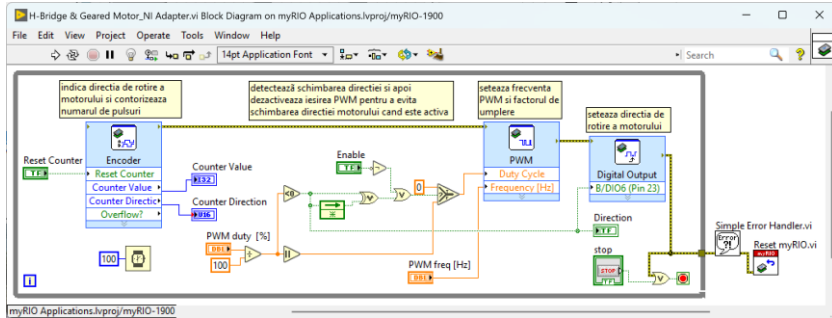 H-Bridge & Geared Motor_NI Adapter.vi Block Diagram on myRIO Applications.lvproj/myRIO-1900
File Edit View Project Operate Tools Window Help
14pt Application Font
Search
indica directia de rotire a
motorului si contorizeaza
numarul de pulsuri
detectează schimbarea directiei si apoi
dezactiveaza iesirea PWM pentru a evita
schimbarea directiei motorului cand este activa
seteaza frecventa
PWM si factorul de
umplere
seteaza directia de
rotire a motorului
Reset Counter
TF
Encoder
Reset Counter
Counter Value
Counter Directic
Overflow?
Counter Value
I32
Counter Direction
U16
Enable
TF
0
<0
PWM
Duty Cycle
Frequency [Hz]
Digital Output
B/DIO6 (Pin 23)
Direction
TF
PWM duty [%]
DBL
100
100
PWM freq [Hz]
DBL
stop
STOP
TF
Simple Error Handler.vi
Error
?!
Reset myRIO.vi
myRIO
i
myRIO Applications.lvproj/myRIO-1900